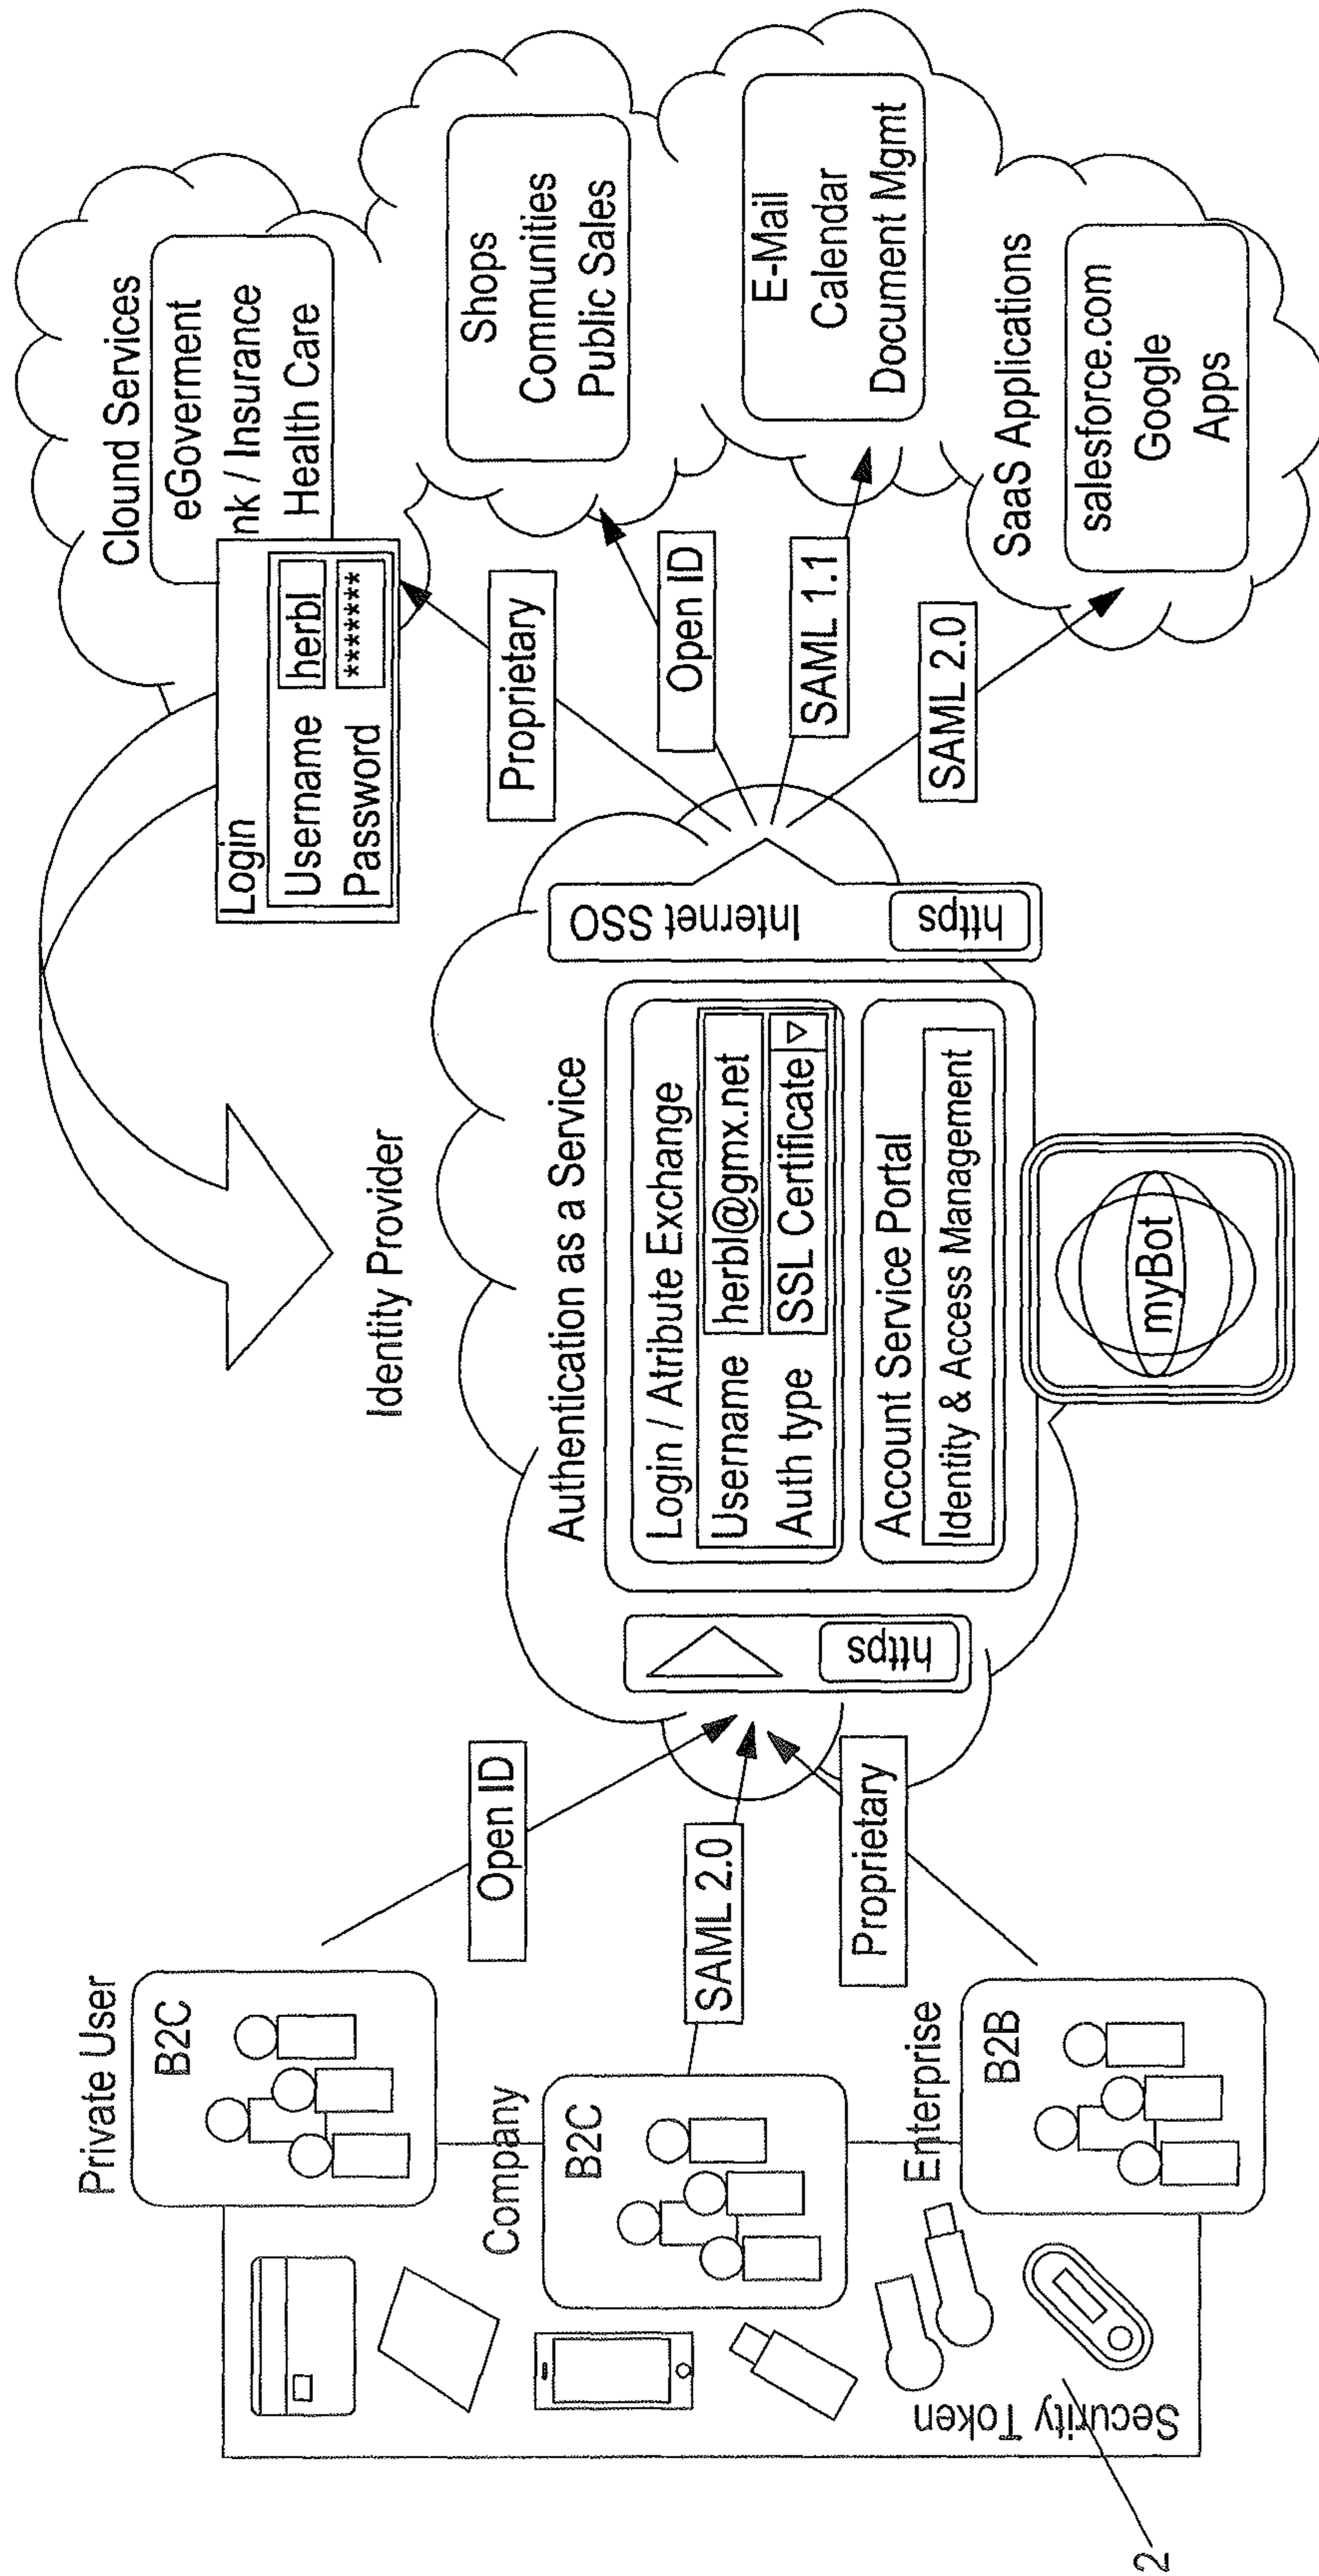 Private User
B2C
Company
B2C
Enterprise
B2B
Security Token
2
Open ID
SAML 2.0
Proprietary
Identity Provider
Authentication as a Service
https
Login / Atribute Exchange
Username herbl@gmx.net
Auth type SSL Certificate
Account Service Portal
Identity & Access Management
myBot
Internet SSO
https
Login
Username herbl
Password *******
Proprietary
Open ID
SAML 1.1
SAML 2.0
Clound Services
eGoverment
nk / Insurance
Health Care
Shops
Communities
Public Sales
E-Mail
Calendar
Document Mgmt
SaaS Applications
salesforce.com
Google
Apps